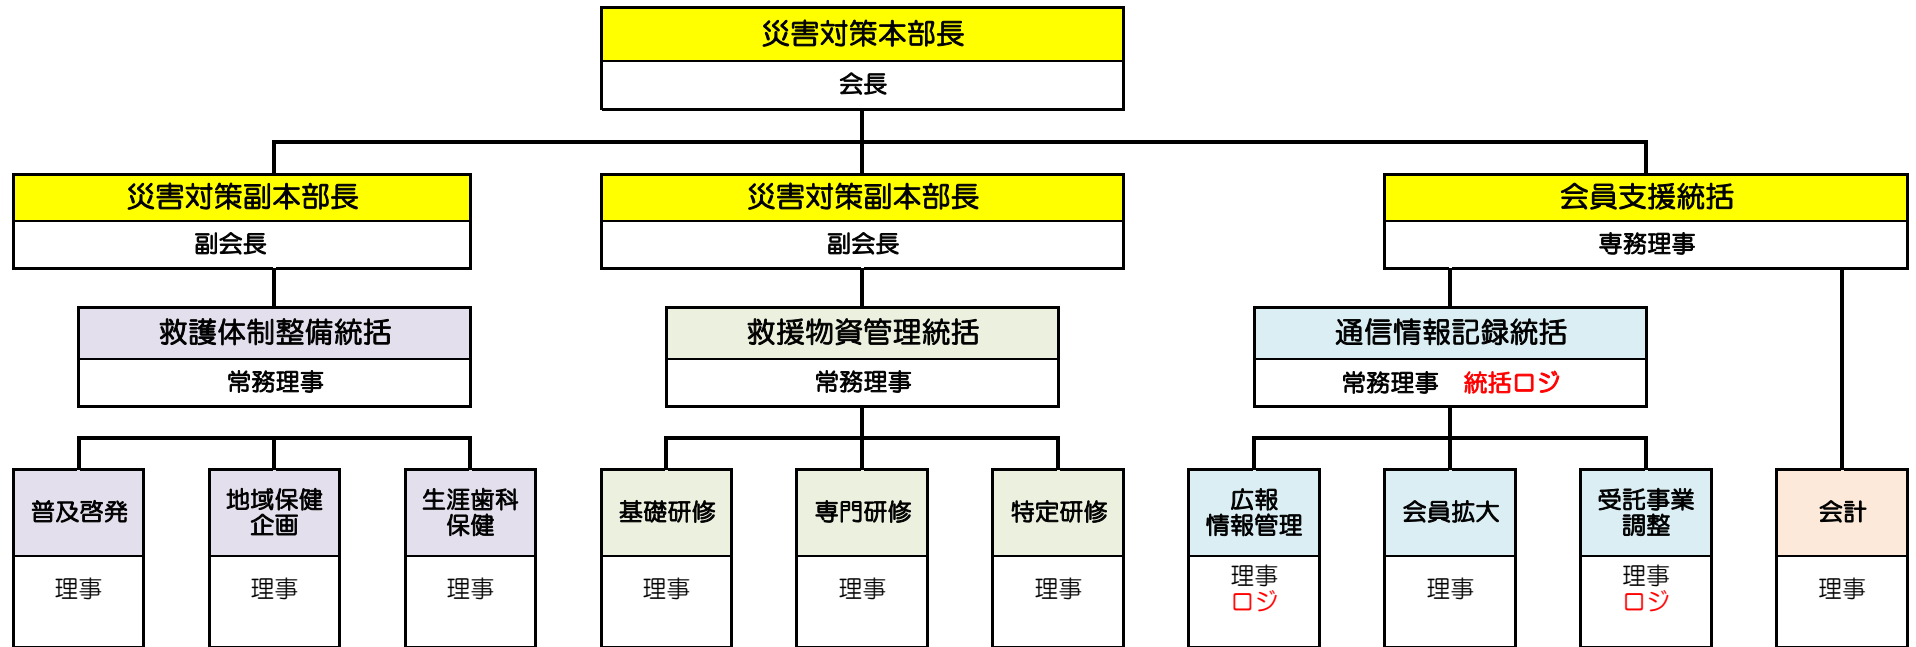 災害対策本部長
会長
災害対策副本部長
副会長
災害対策副本部長
副会長
会員支援統括
専務理事
救護体制整備統括
常務理事
救援物資管理統括
常務理事
通信情報記録統括
常務理事　統括ロジ
普及啓発
理事
地域保健
企画
理事
生涯歯科
保健
理事
基礎研修
理事
専門研修
理事
特定研修
理事
広報
情報管理
理事
ロジ
会員拡大
理事
受託事業
調整
理事
ロジ
会計
理事